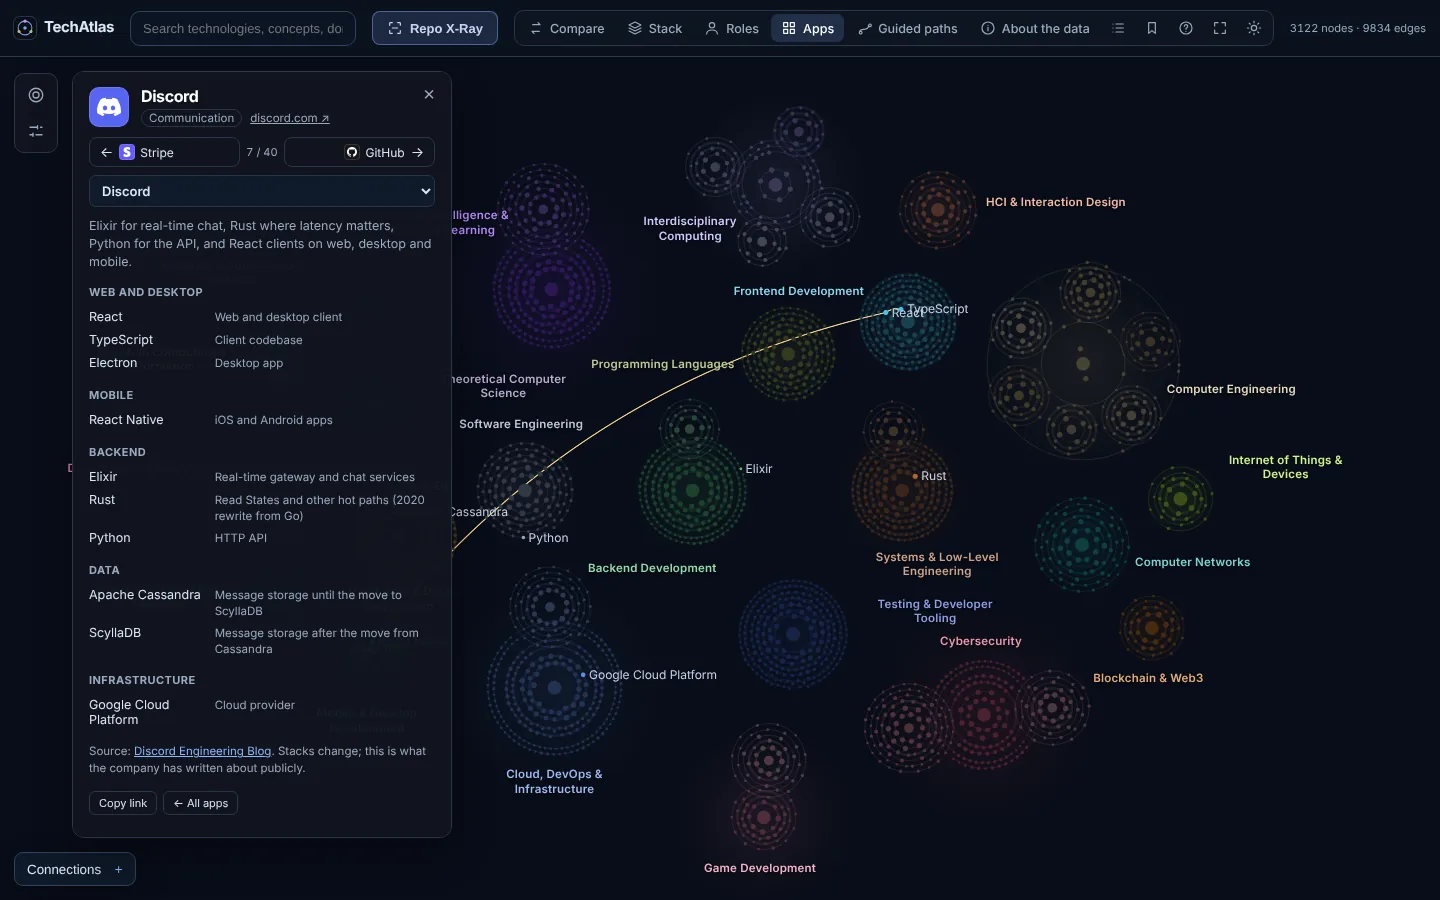 TechAtlas
Search technologies, concepts, do
Repo X-Ray
Compare
Stack
Roles
Apps
Guided paths
About the data
3122 nodes · 9834 edges
Discord
Communication
discord.com ↗
← Stripe
7 / 40
GitHub →
Discord
Elixir for real-time chat, Rust where latency matters,
Python for the API, and React clients on web, desktop and
mobile.
WEB AND DESKTOP
React Web and desktop client
TypeScript Client codebase
Electron Desktop app
MOBILE
React Native iOS and Android apps
BACKEND
Elixir Real-time gateway and chat services
Rust Read States and other hot paths (2020
rewrite from Go)
Python HTTP API
DATA
Apache Cassandra Message storage until the move to
ScyllaDB
ScyllaDB Message storage after the move from
Cassandra
INFRASTRUCTURE
Google Cloud Cloud provider
Platform
Source: Discord Engineering Blog. Stacks change; this is what
the company has written about publicly.
Copy link
← All apps
Connections +
lligence &
earning
Interdisciplinary
Computing
HCI & Interaction Design
Frontend Development
React
TypeScript
Programming Languages
heoretical Computer
Science
Computer Engineering
Software Engineering
Internet of Things &
Devices
Elixir
Rust
Cassandra
Python
Backend Development
Systems & Low-Level
Engineering
Computer Networks
Testing & Developer
Tooling
Cybersecurity
Google Cloud Platform
Blockchain & Web3
Cloud, DevOps &
Infrastructure
Game Development